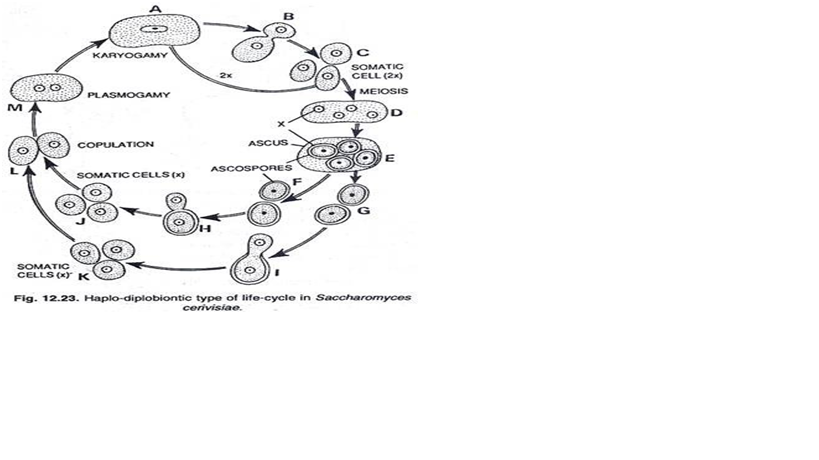 A
B
KARYOGAMY
C
2x
SOMATIC
CELL (2x)
MEIOSIS
M
PLASMOGAMY
D
x
COPULATION
ASCUS
E
L
ASCOSPORES
SOMATIC CELLS (x)
F
G
J
H
SOMATIC
CELLS (x)
K
I
Fig. 12.23. Haplo-diplobiontic type of life-cycle in Saccharomyces
cerivisiae.